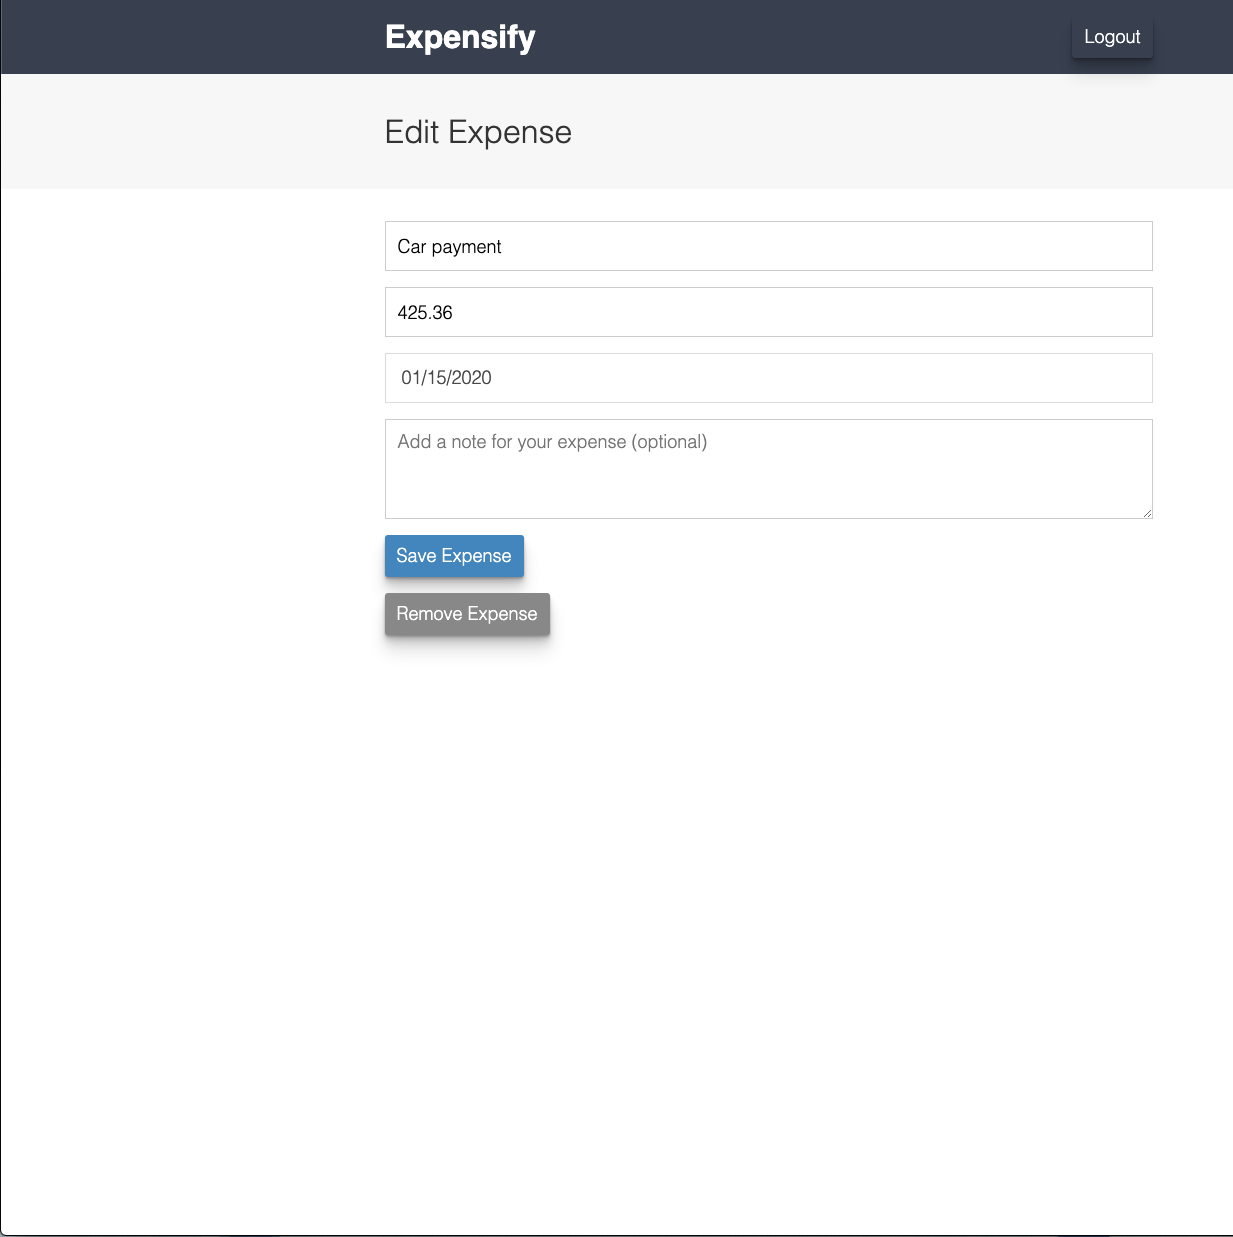 Expensify
Logout
Edit Expense
Car payment
425.36
01/15/2020
Add a note for your expense (optional)
Save Expense
Remove Expense